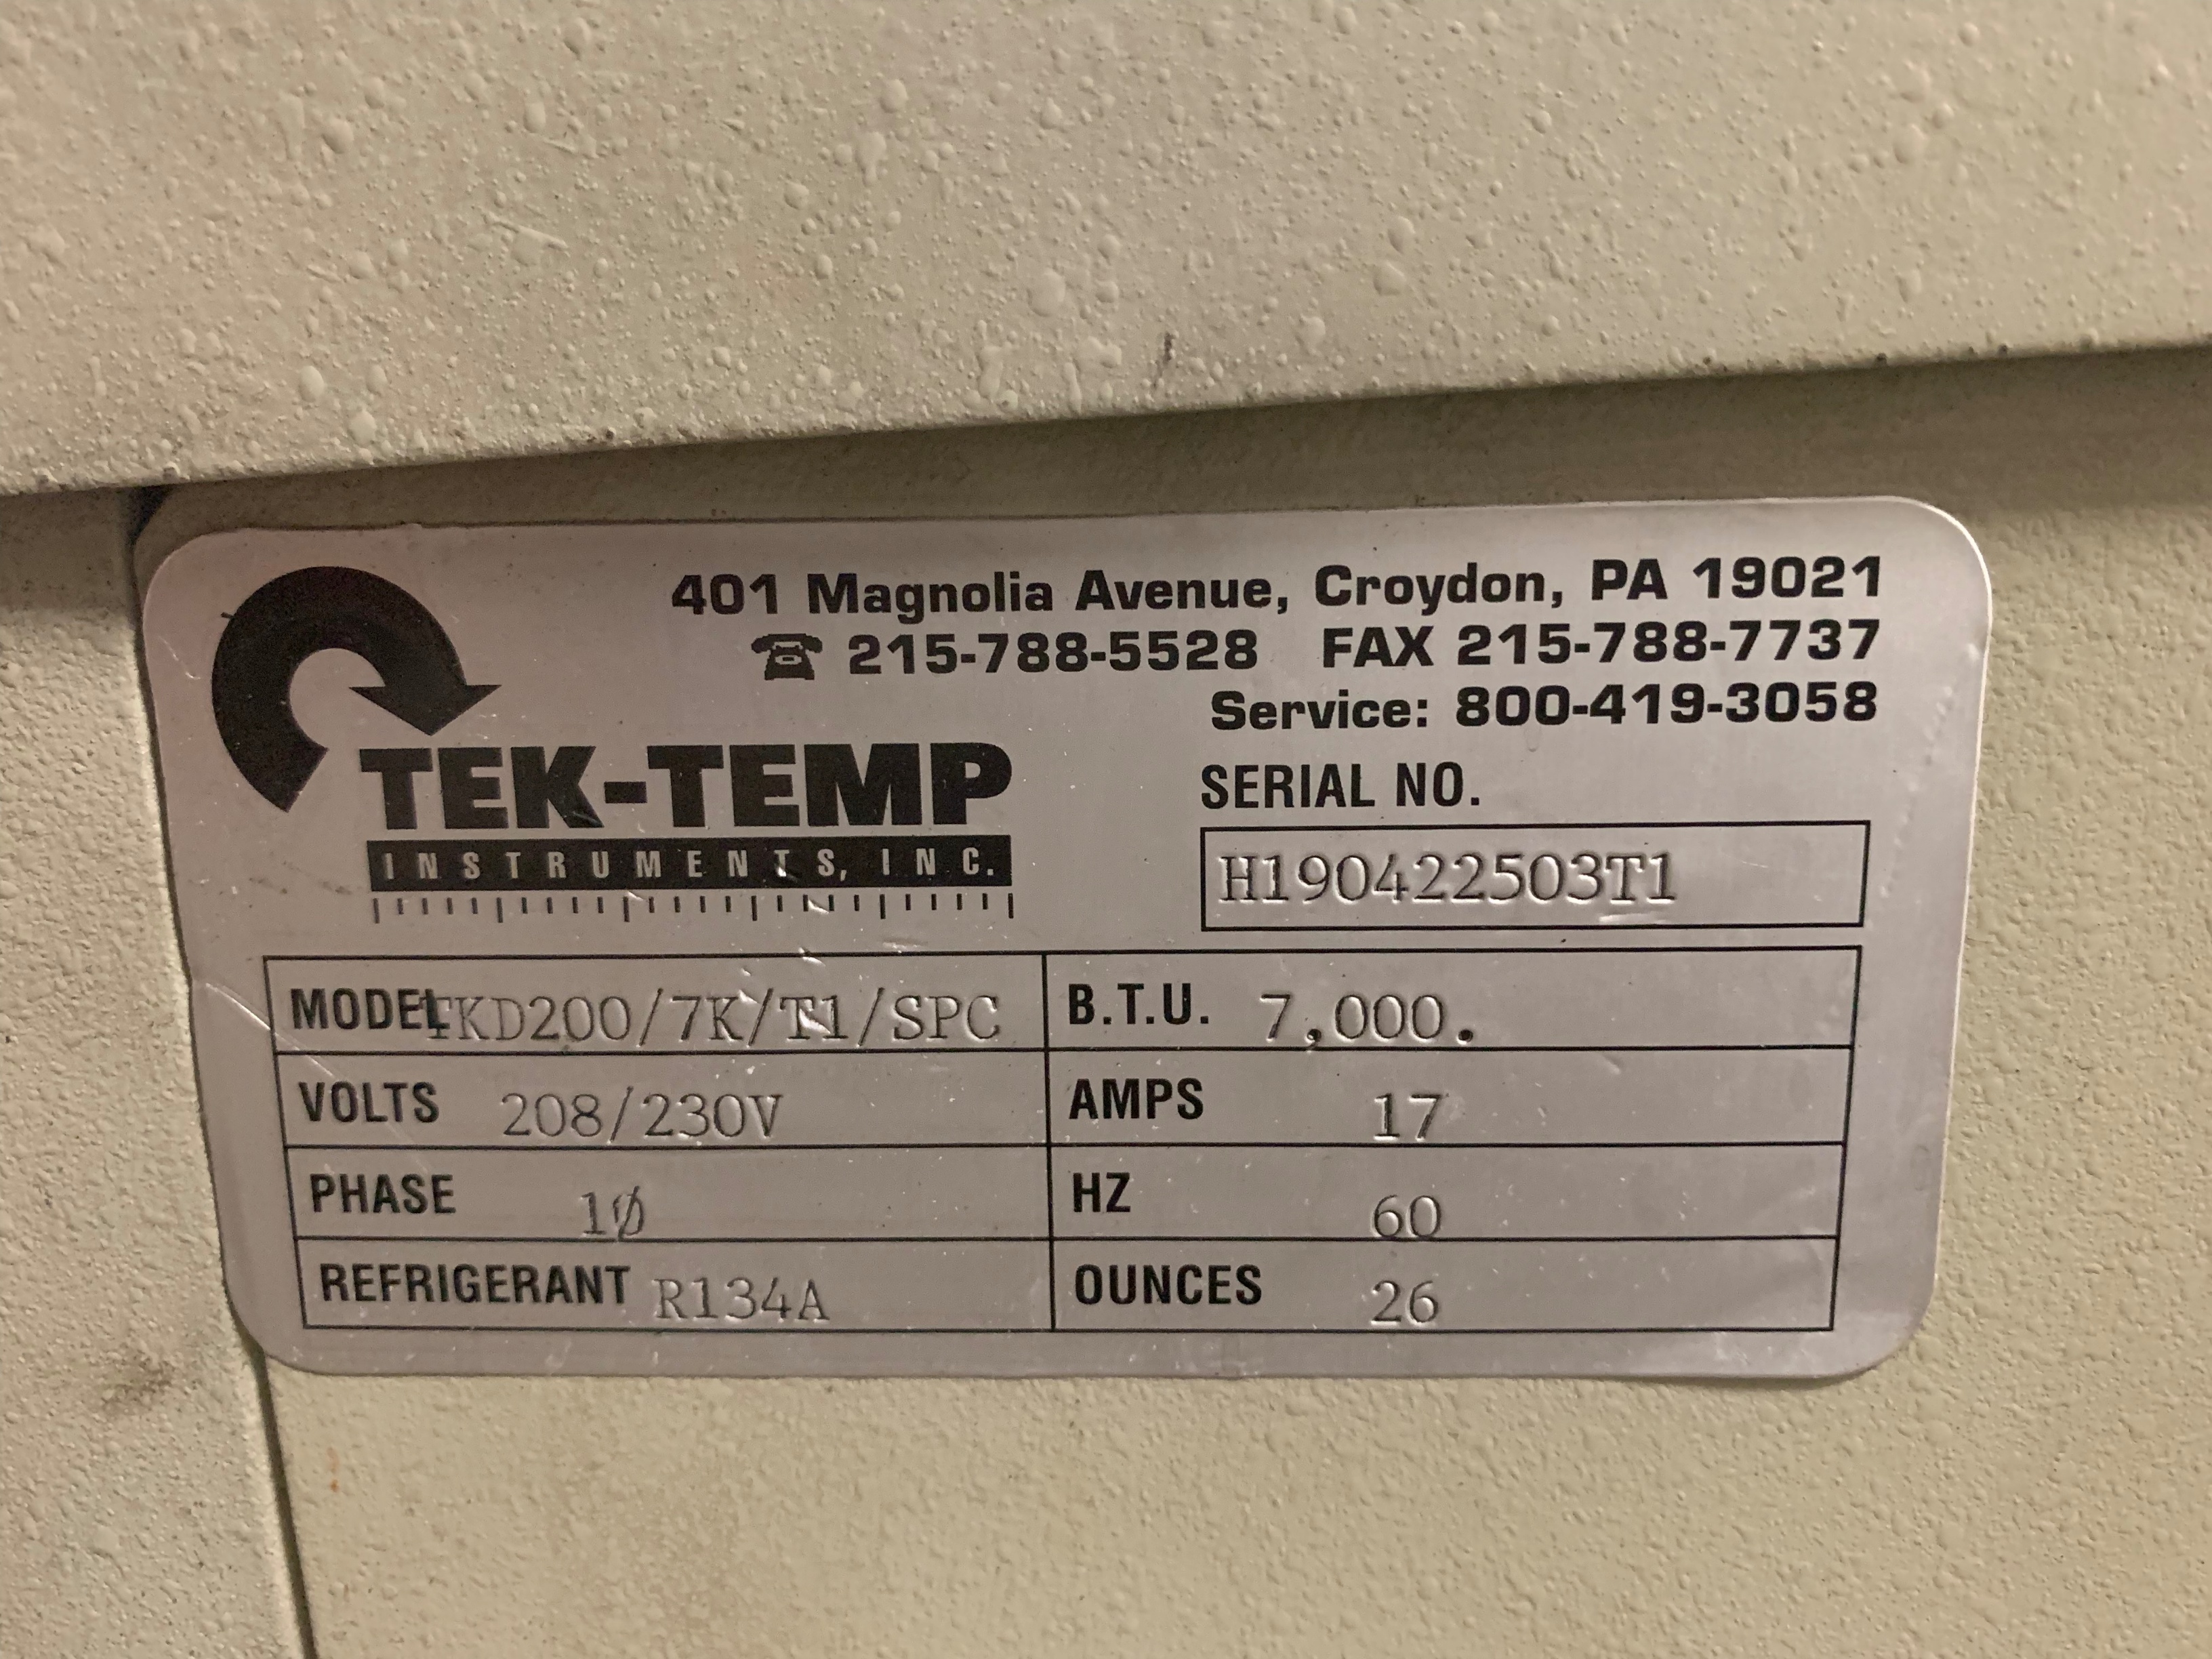 401 Magnolia Avenue, Croydon, PA 19021
☎ 215-788-5528 FAX 215-788-7737
Service: 800-419-3058
TEK-TEMP
INSTRUMENTS, INC.
SERIAL NO.
H190422503T1
MODEL TKD200/7K/T1/SPC B.T.U. 7,000.
VOLTS 208/230V AMPS 17
PHASE 1Ø HZ 60
REFRIGERANT R134A OUNCES 26